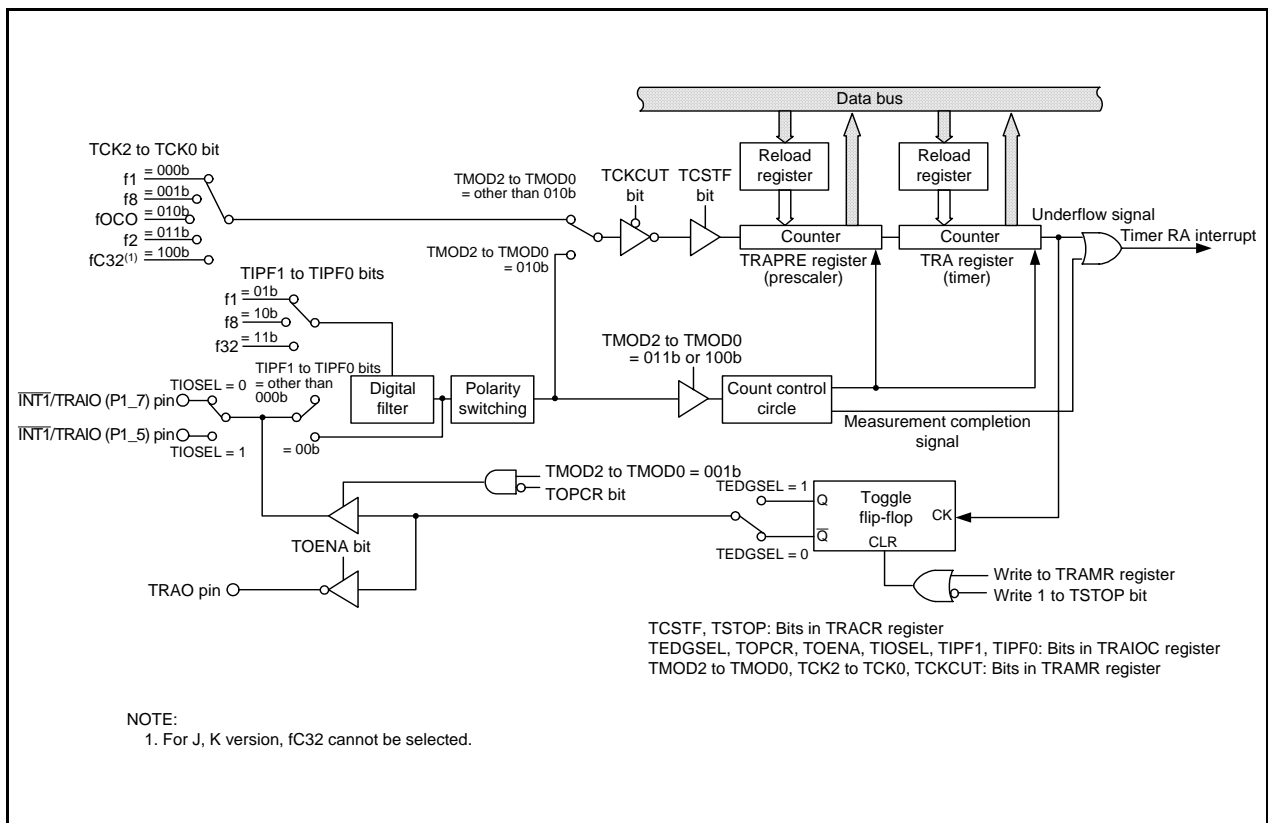 Data bus
TCK2 to TCK0 bit
f1 = 000b
f8 = 001b
fOCO = 010b
f2 = 011b
fC32(1) = 100b
TMOD2 to TMOD0
= other than 010b
TCKCUT
bit
TCSTF
bit
Reload
register
Reload
register
Counter
Counter
TRAPRE register
(prescaler)
TRA register
(timer)
Underflow signal
Timer RA interrupt
TMOD2 to TMOD0
= 010b
TIPF1 to TIPF0 bits
f1 = 01b
f8 = 10b
f32 = 11b
TMOD2 to TMOD0
= 011b or 100b
TIPF1 to TIPF0 bits
= other than
000b
= 00b
Digital
filter
Polarity
switching
Count control
circle
Measurement completion
signal
TIOSEL = 0
INT1/TRAIO (P1_7) pin
INT1/TRAIO (P1_5) pin
TIOSEL = 1
TMOD2 to TMOD0 = 001b
TOPCR bit
TEDGSEL = 1
TEDGSEL = 0
Q
Q
Toggle
flip-flop
CK
CLR
TOENA bit
TRAO pin
Write to TRAMR register
Write 1 to TSTOP bit
TCSTF, TSTOP: Bits in TRACR register
TEDGSEL, TOPCR, TOENA, TIOSEL, TIPF1, TIPF0: Bits in TRAIOC register
TMOD2 to TMOD0, TCK2 to TCK0, TCKCUT: Bits in TRAMR register
NOTE:
1. For J, K version, fC32 cannot be selected.